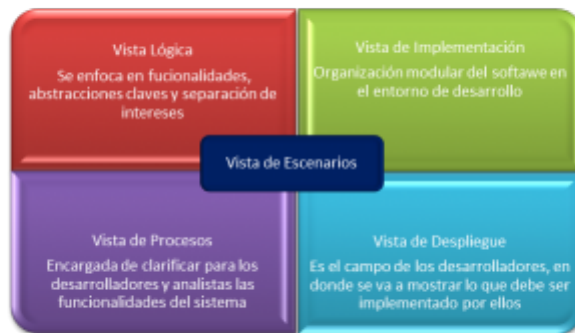 Vista Lógica
Se enfoca en fucionalidades,
abstracciones claves y separación de
intereses
Vista de Implementación
Organización modular del softawe en
el entorno de desarrollo
Vista de Escenarios
Vista de Procesos
Encargada de clarificar para los
desarrolladores y analistas las
funcionalidades del sistema
Vista de Despliegue
Es el campo de los desarrolladores, en
donde se va a mostrar lo que debe ser
implementado por ellos